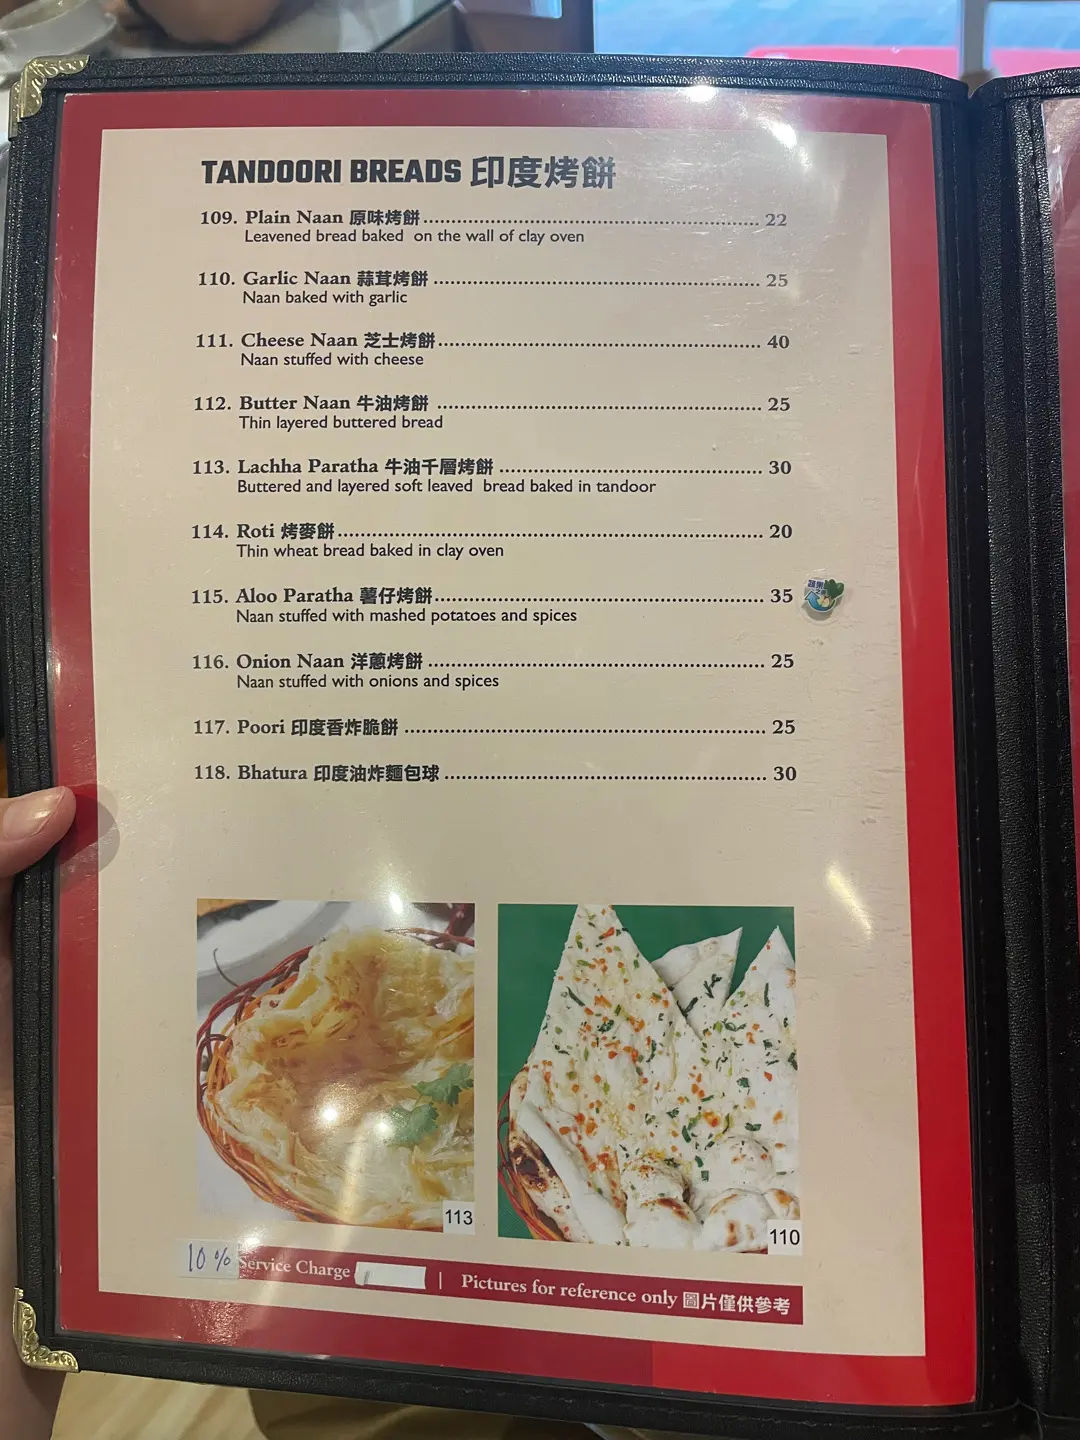 TANDOORI BREADS 印度烤餅
109. Plain Naan 原味烤餅 22
Leavened bread baked on the wall of clay oven
110. Garlic Naan 蒜茸烤餅 25
Naan baked with garlic
111. Cheese Naan 芝士烤餅 40
Naan stuffed with cheese
112. Butter Naan 牛油烤餅 25
Thin layered buttered bread
113. Lachha Paratha 牛油千層烤餅 30
Buttered and layered soft leaved bread baked in tandoor
114. Roti 烤麥餅 20
Thin wheat bread baked in clay oven
115. Aloo Paratha 薯仔烤餅 35
Naan stuffed with mashed potatoes and spices
116. Onion Naan 洋蔥烤餅 25
Naan stuffed with onions and spices
117. Poori 印度香炸脆餅 25
118. Bhatura 印度油炸麵包球 30
113
110
10% Service Charge | Pictures for reference only 圖片僅供參考